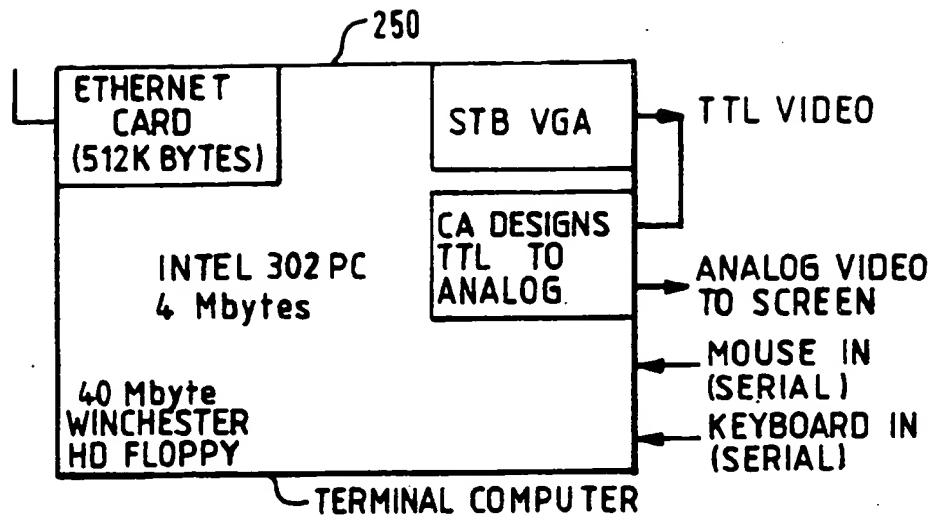 250
ETHERNET
CARD
(512K BYTES)
STB VGA
TTL VIDEO
CA DESIGNS
TTL TO
ANALOG
INTEL 302 PC
4 Mbytes
ANALOG VIDEO
TO SCREEN
MOUSE IN
(SERIAL)
40 Mbyte
WINCHESTER
HD FLOPPY
KEYBOARD IN
(SERIAL)
TERMINAL COMPUTER